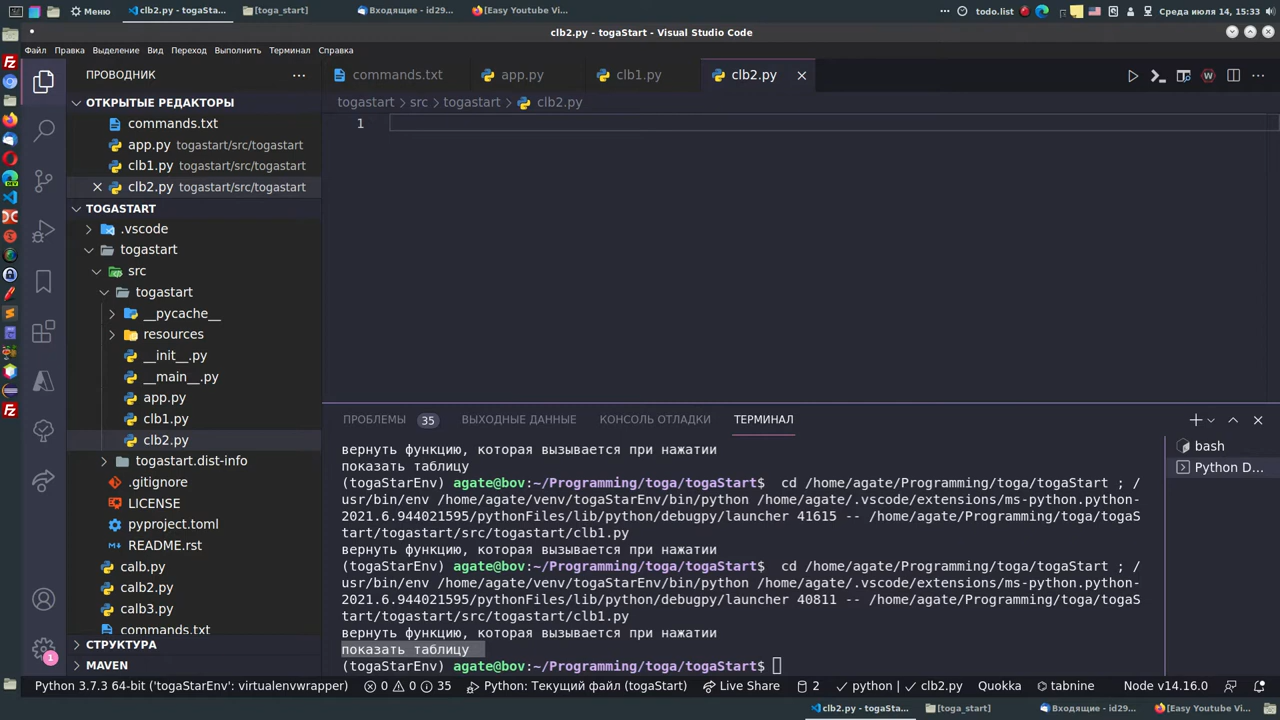 Меню
clb2.py - togaSta...
[toga_start]
Входящие - id29...
[Easy Youtube Vi...
todo.list
Среда июля 14, 15:33
clb2.py - togaStart - Visual Studio Code
Файл Правка Выделение Вид Переход Выполнить Терминал Справка
ПРОВОДНИК
commands.txt
app.py
clb1.py
clb2.py
ОТКРЫТЫЕ РЕДАКТОРЫ
togastart > src > togastart > clb2.py
commands.txt
app.py togastart/src/togastart
clb1.py togastart/src/togastart
clb2.py togastart/src/togastart
1
TOGASTART
.vscode
togastart
src
togastart
__pycache__
resources
__init__.py
__main__.py
app.py
clb1.py
clb2.py
togastart.dist-info
.gitignore
LICENSE
pyproject.toml
README.rst
calb.py
calb2.py
calb3.py
commands.txt
СТРУКТУРА
MAVEN
ПРОБЛЕМЫ 35 ВЫХОДНЫЕ ДАННЫЕ КОНСОЛЬ ОТЛАДКИ ТЕРМИНАЛ
вернуть функцию, которая вызывается при нажатии
показать таблицу
(togaStarEnv) agate@bov:~/Programming/toga/togaStart$ cd /home/agate/Programming/toga/togaStart ; /
usr/bin/env /home/agate/venv/togaStarEnv/bin/python /home/agate/.vscode/extensions/ms-python.python-
2021.6.944021595/pythonFiles/lib/python/debugpy/launcher 41615 -- /home/agate/Programming/toga/togaS
tart/togastart/src/togastart/clb1.py
вернуть функцию, которая вызывается при нажатии
(togaStarEnv) agate@bov:~/Programming/toga/togaStart$ cd /home/agate/Programming/toga/togaStart ; /
usr/bin/env /home/agate/venv/togaStarEnv/bin/python /home/agate/.vscode/extensions/ms-python.python-
2021.6.944021595/pythonFiles/lib/python/debugpy/launcher 40811 -- /home/agate/Programming/toga/togaS
tart/togastart/src/togastart/clb1.py
вернуть функцию, которая вызывается при нажатии
показать таблицу
(togaStarEnv) agate@bov:~/Programming/toga/togaStart$
bash
Python D...
1
Python 3.7.3 64-bit ('togaStarEnv': virtualenvwrapper) 0 0 35 Python: Текущий файл (togaStart) Live Share 2 python | clb2.py Quokka tabnine Node v14.16.0
clb2.py - togaSta...
[toga_start]
Входящие - id29...
[Easy Youtube Vi...